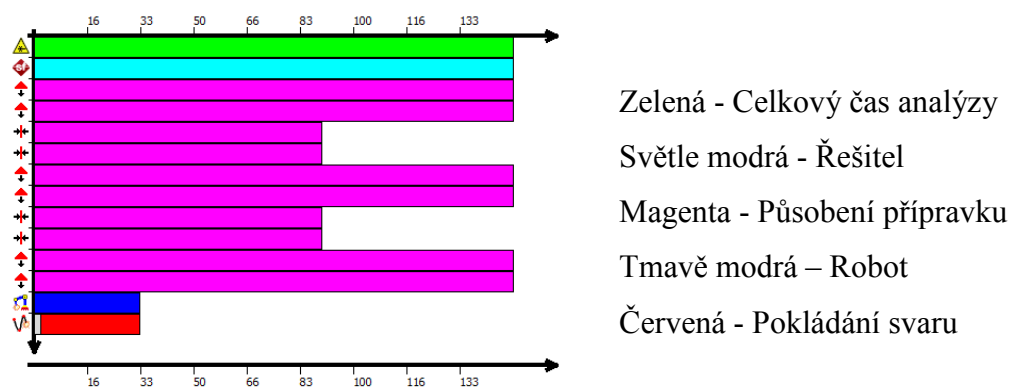 16 33 50 66 83 100 116 133
Zelená - Celkový čas analýzy
Světle modrá - Řešitel
Magenta - Působení přípravku
Tmavě modrá – Robot
Červená - Pokládání svaru
16 33 50 66 83 100 116 133